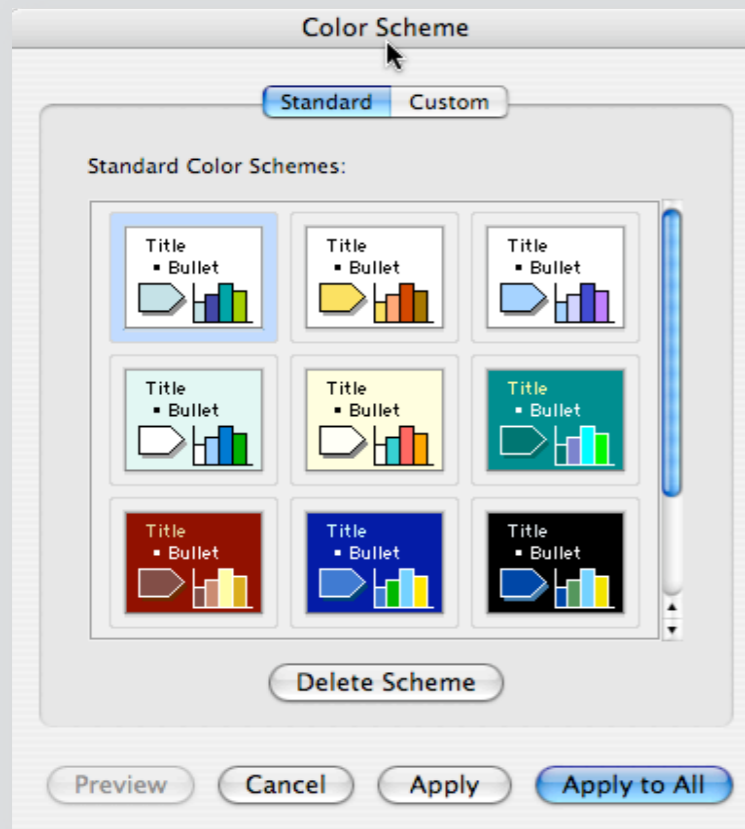 Color Scheme
Standard Custom
Standard Color Schemes:
Title
▪ Bullet
Title
▪ Bullet
Title
▪ Bullet
Title
▪ Bullet
Title
▪ Bullet
Title
▪ Bullet
Title
▪ Bullet
Title
▪ Bullet
Title
▪ Bullet
Delete Scheme
Preview Cancel Apply Apply to All